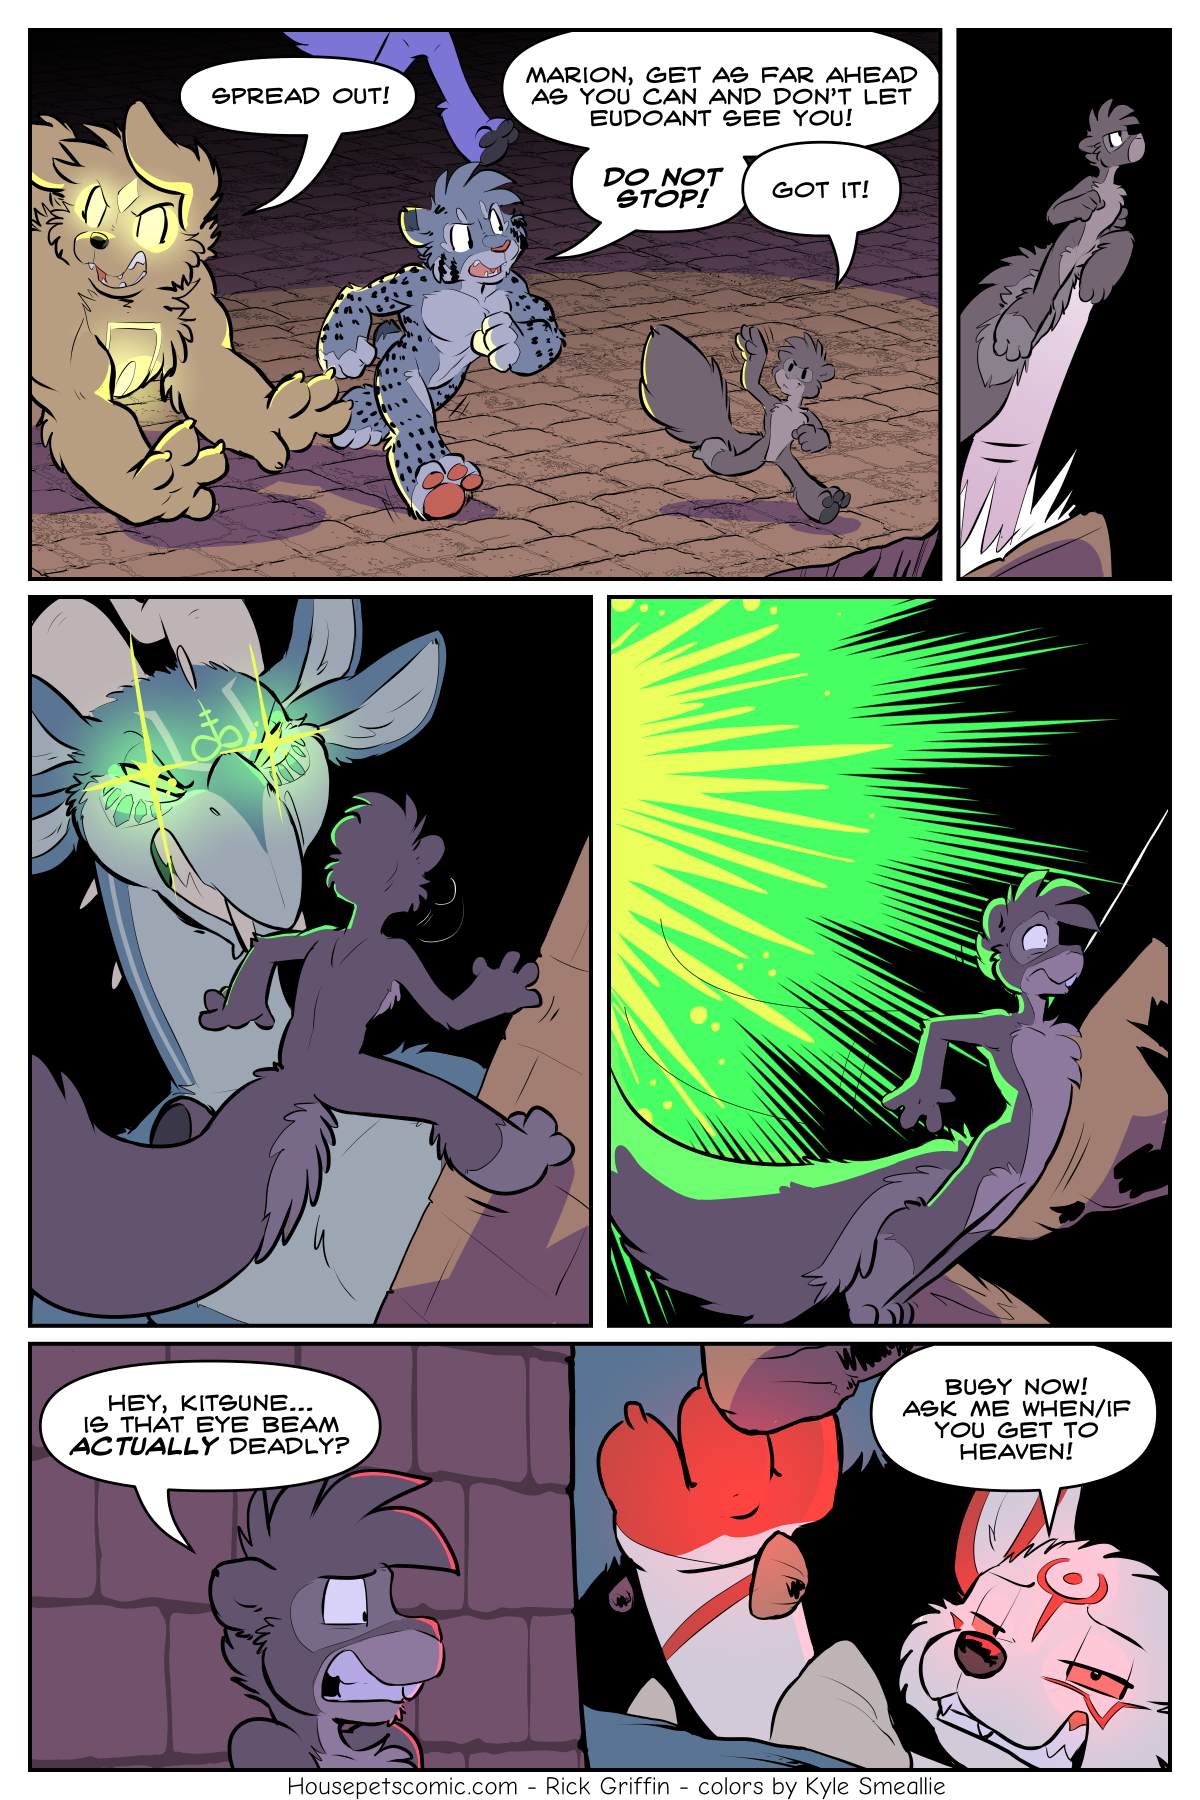 SPREAD OUT!
MARION, GET AS FAR AHEAD
AS YOU CAN AND DON'T LET
EUDOANT SEE YOU!
DO NOT
STOP!
GOT IT!
HEY, KITSUNE...
IS THAT EYE BEAM
ACTUALLY DEADLY?
BUSY NOW!
ASK ME WHEN/IF
YOU GET TO
HEAVEN!
Housepetscomic.com - Rick Griffin - colors by Kyle Smeallie